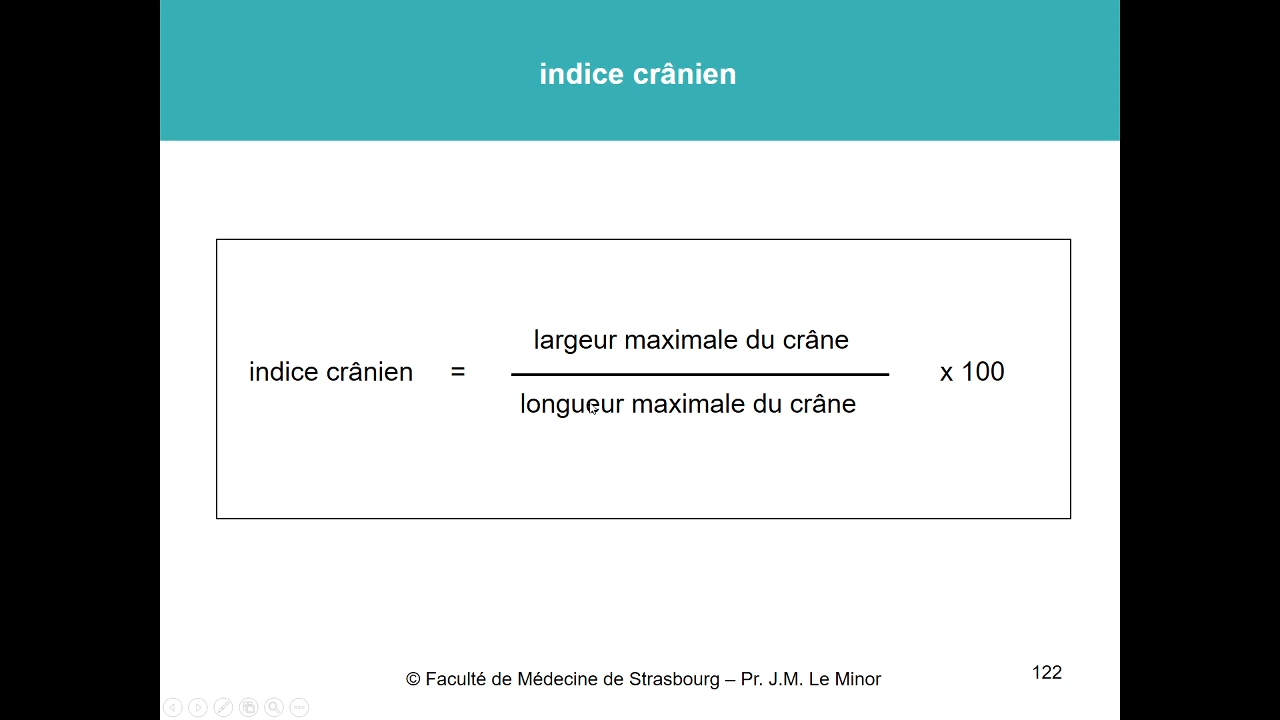 indice crânien
largeur maximale du crâne
indice crânien = x 100
longueur maximale du crâne
© Faculté de Médecine de Strasbourg – Pr. J.M. Le Minor
122